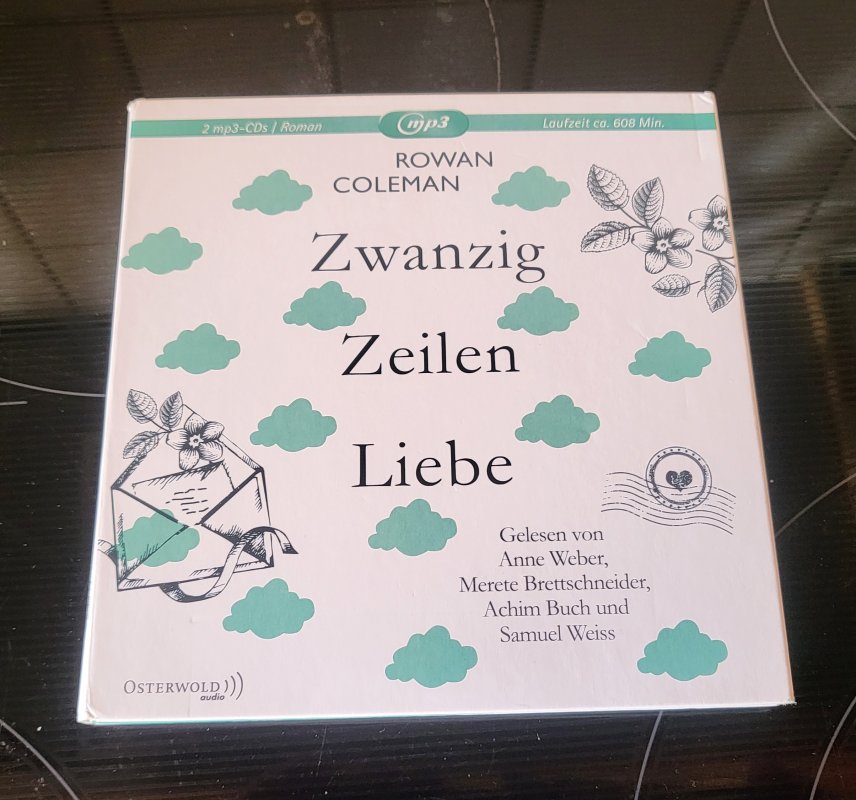 2 mp3-CDs | Roman
mp3
Laufzeit ca. 608 Min.
ROWAN
COLEMAN
Zwanzig
Zeilen
Liebe
Gelesen von
Anne Weber,
Merete Brettschneider,
Achim Buch und
Samuel Weiss
OSTERWOLD
audio